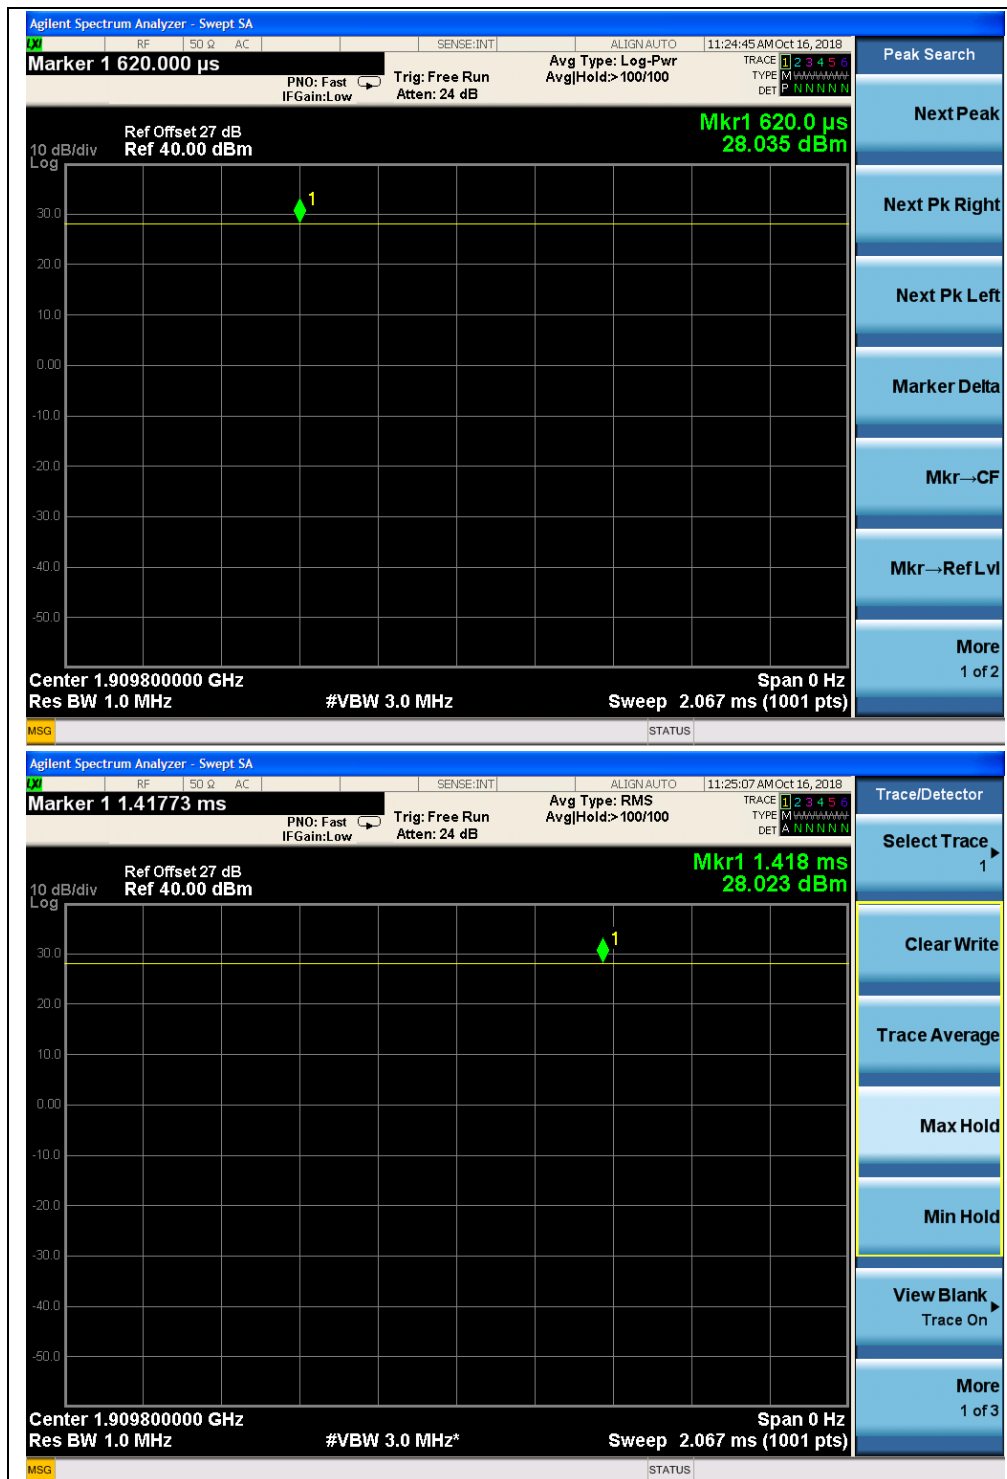 Agilent Spectrum Analyzer - Swept SA
LXI RF 50 Ω AC SENSE:INT ALIGN AUTO 11:24:45 AM Oct 16, 2018
Marker 1 620.000 µs
PNO: Fast
IFGain:Low
Trig: Free Run
Atten: 24 dB
Avg Type: Log-Pwr
Avg|Hold:>100/100
TRACE 1 2 3 4 5 6
TYPE M
DET P N N N N N
Peak Search
Ref Offset 27 dB
10 dB/div Ref 40.00 dBm
Log
Mkr1 620.0 µs
28.035 dBm
1
30.0
20.0
10.0
0.00
-10.0
-20.0
-30.0
-40.0
-50.0
Center 1.909800000 GHz Span 0 Hz
Res BW 1.0 MHz #VBW 3.0 MHz Sweep 2.067 ms (1001 pts)
Next Peak
Next Pk Right
Next Pk Left
Marker Delta
Mkr→CF
Mkr→Ref Lvl
More
1 of 2
MSG STATUS
Agilent Spectrum Analyzer - Swept SA
LXI RF 50 Ω AC SENSE:INT ALIGN AUTO 11:25:07 AM Oct 16, 2018
Marker 1 1.41773 ms
PNO: Fast
IFGain:Low
Trig: Free Run
Atten: 24 dB
Avg Type: RMS
Avg|Hold:>100/100
TRACE 1 2 3 4 5 6
TYPE M
DET A N N N N N
Trace/Detector
Ref Offset 27 dB
10 dB/div Ref 40.00 dBm
Log
Mkr1 1.418 ms
28.023 dBm
1
30.0
20.0
10.0
0.00
-10.0
-20.0
-30.0
-40.0
-50.0
Center 1.909800000 GHz Span 0 Hz
Res BW 1.0 MHz #VBW 3.0 MHz* Sweep 2.067 ms (1001 pts)
Select Trace
1
Clear Write
Trace Average
Max Hold
Min Hold
View Blank
Trace On
More
1 of 3
MSG STATUS